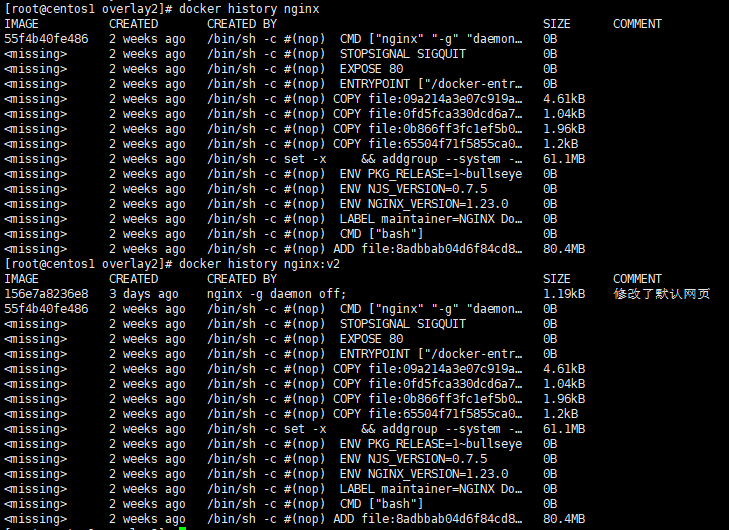 [root@centos1 overlay2]# docker history nginx
IMAGE CREATED CREATED BY SIZE COMMENT
55f4b40fe486 2 weeks ago /bin/sh -c #(nop) CMD ["nginx" "-g" "daemon… 0B
<missing> 2 weeks ago /bin/sh -c #(nop) STOPSIGNAL SIGQUIT 0B
<missing> 2 weeks ago /bin/sh -c #(nop) EXPOSE 80 0B
<missing> 2 weeks ago /bin/sh -c #(nop) ENTRYPOINT ["/docker-entr… 0B
<missing> 2 weeks ago /bin/sh -c #(nop) COPY file:09a214a3e07c919a… 4.61kB
<missing> 2 weeks ago /bin/sh -c #(nop) COPY file:0fd5fca330dcd6a7… 1.04kB
<missing> 2 weeks ago /bin/sh -c #(nop) COPY file:0b866ff3fc1ef5b0… 1.96kB
<missing> 2 weeks ago /bin/sh -c #(nop) COPY file:65504f71f5855ca0… 1.2kB
<missing> 2 weeks ago /bin/sh -c set -x && addgroup --system -… 61.1MB
<missing> 2 weeks ago /bin/sh -c #(nop) ENV PKG_RELEASE=1~bullseye 0B
<missing> 2 weeks ago /bin/sh -c #(nop) ENV NJS_VERSION=0.7.5 0B
<missing> 2 weeks ago /bin/sh -c #(nop) ENV NGINX_VERSION=1.23.0 0B
<missing> 2 weeks ago /bin/sh -c #(nop) LABEL maintainer=NGINX Do… 0B
<missing> 2 weeks ago /bin/sh -c #(nop) CMD ["bash"] 0B
<missing> 2 weeks ago /bin/sh -c #(nop) ADD file:8adbbab04d6f84cd8… 80.4MB
[root@centos1 overlay2]# docker history nginx:v2
IMAGE CREATED CREATED BY SIZE COMMENT
156e7a8236e8 3 days ago nginx -g daemon off; 1.19kB 修改了默认网页
55f4b40fe486 2 weeks ago /bin/sh -c #(nop) CMD ["nginx" "-g" "daemon… 0B
<missing> 2 weeks ago /bin/sh -c #(nop) STOPSIGNAL SIGQUIT 0B
<missing> 2 weeks ago /bin/sh -c #(nop) EXPOSE 80 0B
<missing> 2 weeks ago /bin/sh -c #(nop) ENTRYPOINT ["/docker-entr… 0B
<missing> 2 weeks ago /bin/sh -c #(nop) COPY file:09a214a3e07c919a… 4.61kB
<missing> 2 weeks ago /bin/sh -c #(nop) COPY file:0fd5fca330dcd6a7… 1.04kB
<missing> 2 weeks ago /bin/sh -c #(nop) COPY file:0b866ff3fc1ef5b0… 1.96kB
<missing> 2 weeks ago /bin/sh -c #(nop) COPY file:65504f71f5855ca0… 1.2kB
<missing> 2 weeks ago /bin/sh -c set -x && addgroup --system -… 61.1MB
<missing> 2 weeks ago /bin/sh -c #(nop) ENV PKG_RELEASE=1~bullseye 0B
<missing> 2 weeks ago /bin/sh -c #(nop) ENV NJS_VERSION=0.7.5 0B
<missing> 2 weeks ago /bin/sh -c #(nop) ENV NGINX_VERSION=1.23.0 0B
<missing> 2 weeks ago /bin/sh -c #(nop) LABEL maintainer=NGINX Do… 0B
<missing> 2 weeks ago /bin/sh -c #(nop) CMD ["bash"] 0B
<missing> 2 weeks ago /bin/sh -c #(nop) ADD file:8adbbab04d6f84cd8… 80.4MB